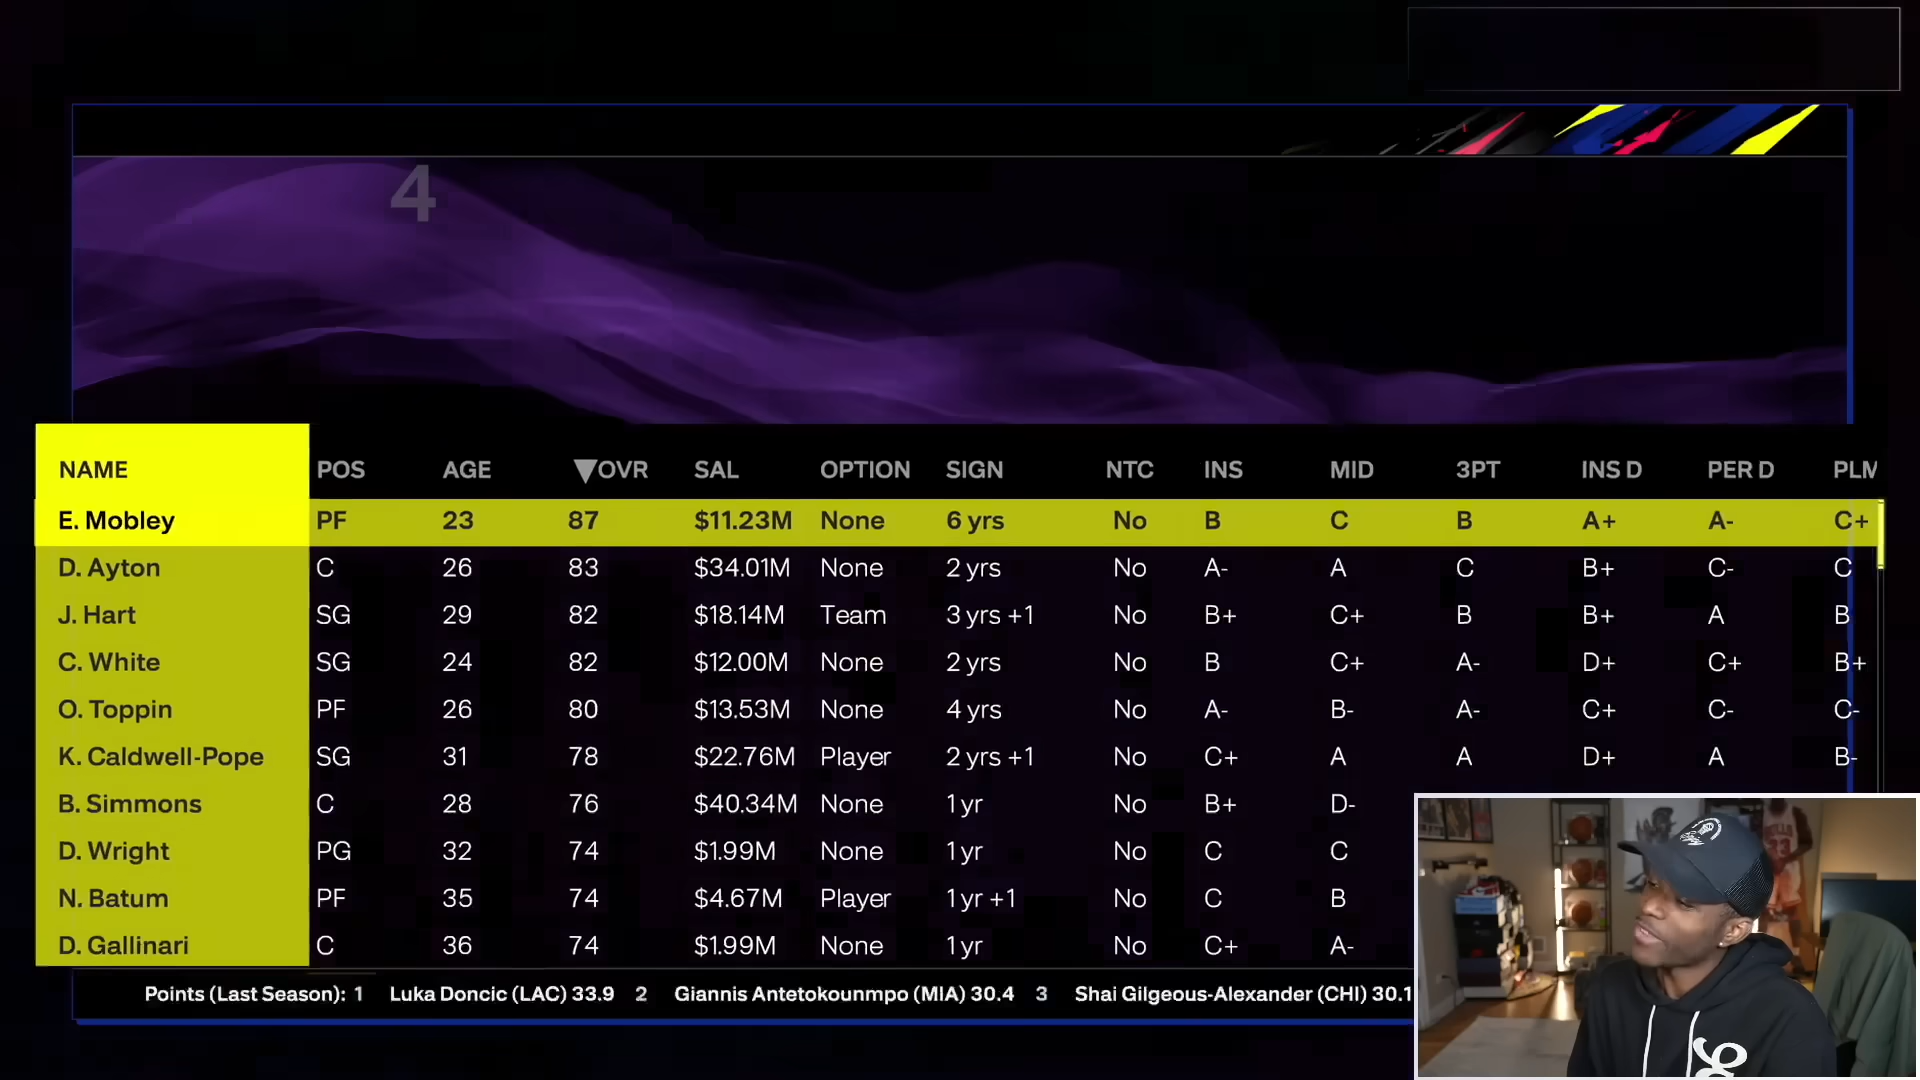 4
NAME POS AGE ▼OVR SAL OPTION SIGN NTC INS MID 3PT INS D PER D PLM
E. Mobley PF 23 87 $11.23M None 6 yrs No B C B A+ A- C+
D. Ayton C 26 83 $34.01M None 2 yrs No A- A C B+ C- C
J. Hart SG 29 82 $18.14M Team 3 yrs +1 No B+ C+ B B+ A B
C. White SG 24 82 $12.00M None 2 yrs No B C+ A- D+ C+ B+
O. Toppin PF 26 80 $13.53M None 4 yrs No A- B- A- C+ C- C-
K. Caldwell-Pope SG 31 78 $22.76M Player 2 yrs +1 No C+ A A D+ A B-
B. Simmons C 28 76 $40.34M None 1 yr No B+ D-
D. Wright PG 32 74 $1.99M None 1 yr No C C
N. Batum PF 35 74 $4.67M Player 1 yr +1 No C B
D. Gallinari C 36 74 $1.99M None 1 yr No C+ A-
Points (Last Season): 1 Luka Doncic (LAC) 33.9 2 Giannis Antetokounmpo (MIA) 30.4 3 Shai Gilgeous-Alexander (CHI) 30.1